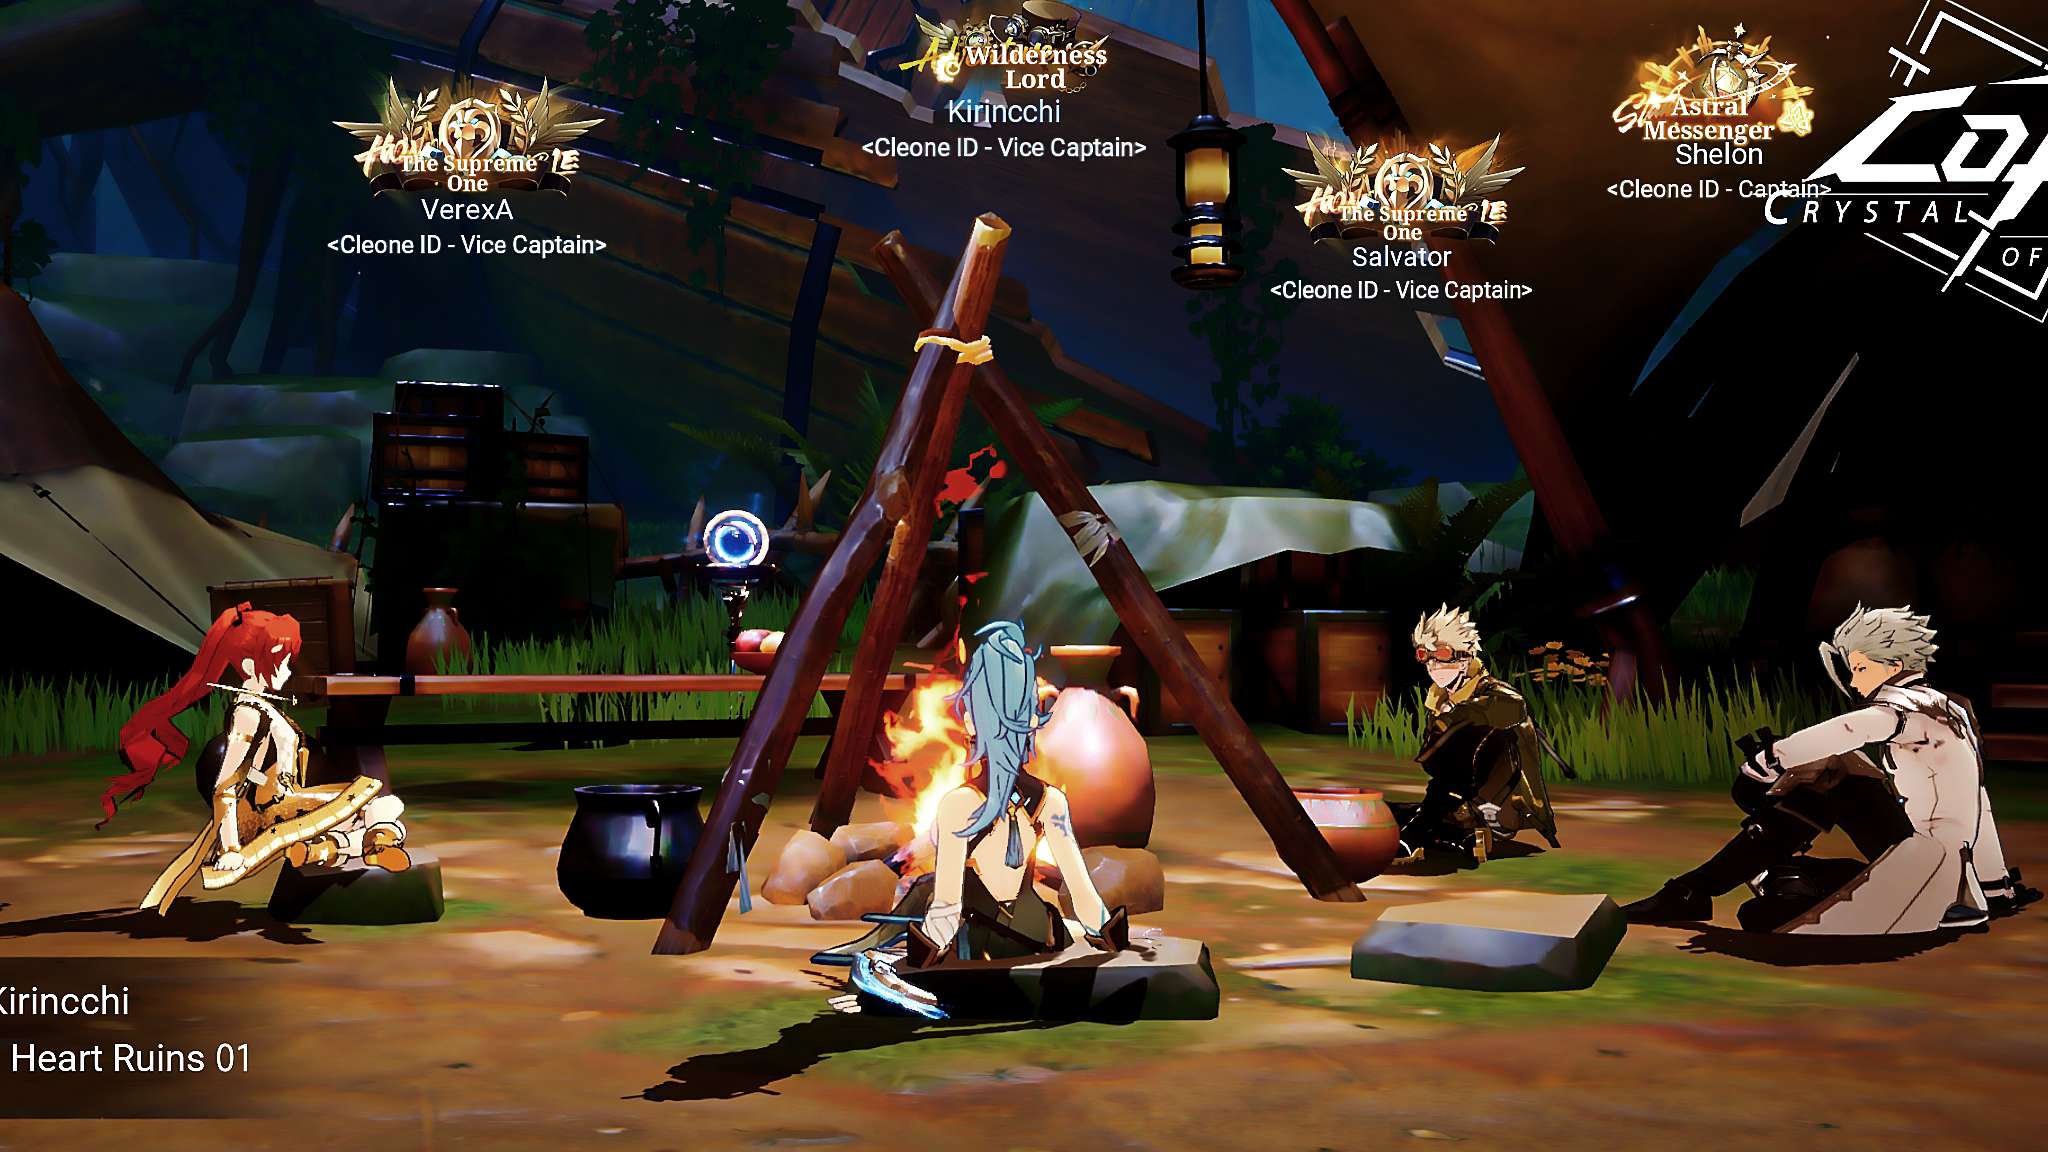 Wilderness
Lord
Kirincchi
<Cleone ID - Vice Captain>
The Supreme
One
VerexA
<Cleone ID - Vice Captain>
Astral
Messenger
Shelon
<Cleone ID - Captain>
The Supreme
One
Salvator
<Cleone ID - Vice Captain>
CRYSTAL
OF
Kirincchi
Heart Ruins 01